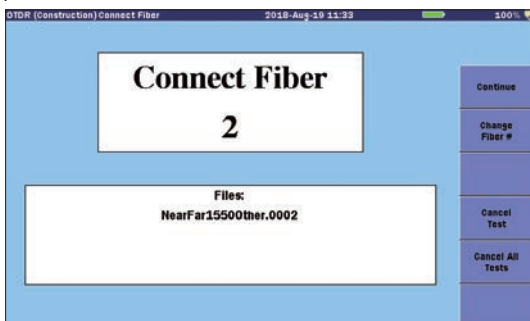 OTDR (Construction) Connect Fiber 2018-Aug-19 11:33 100%
Connect Fiber
2
Continue
Change
Fiber #
Files:
NearFar1550Other.0002
Cancel
Test
Cancel All
Tests